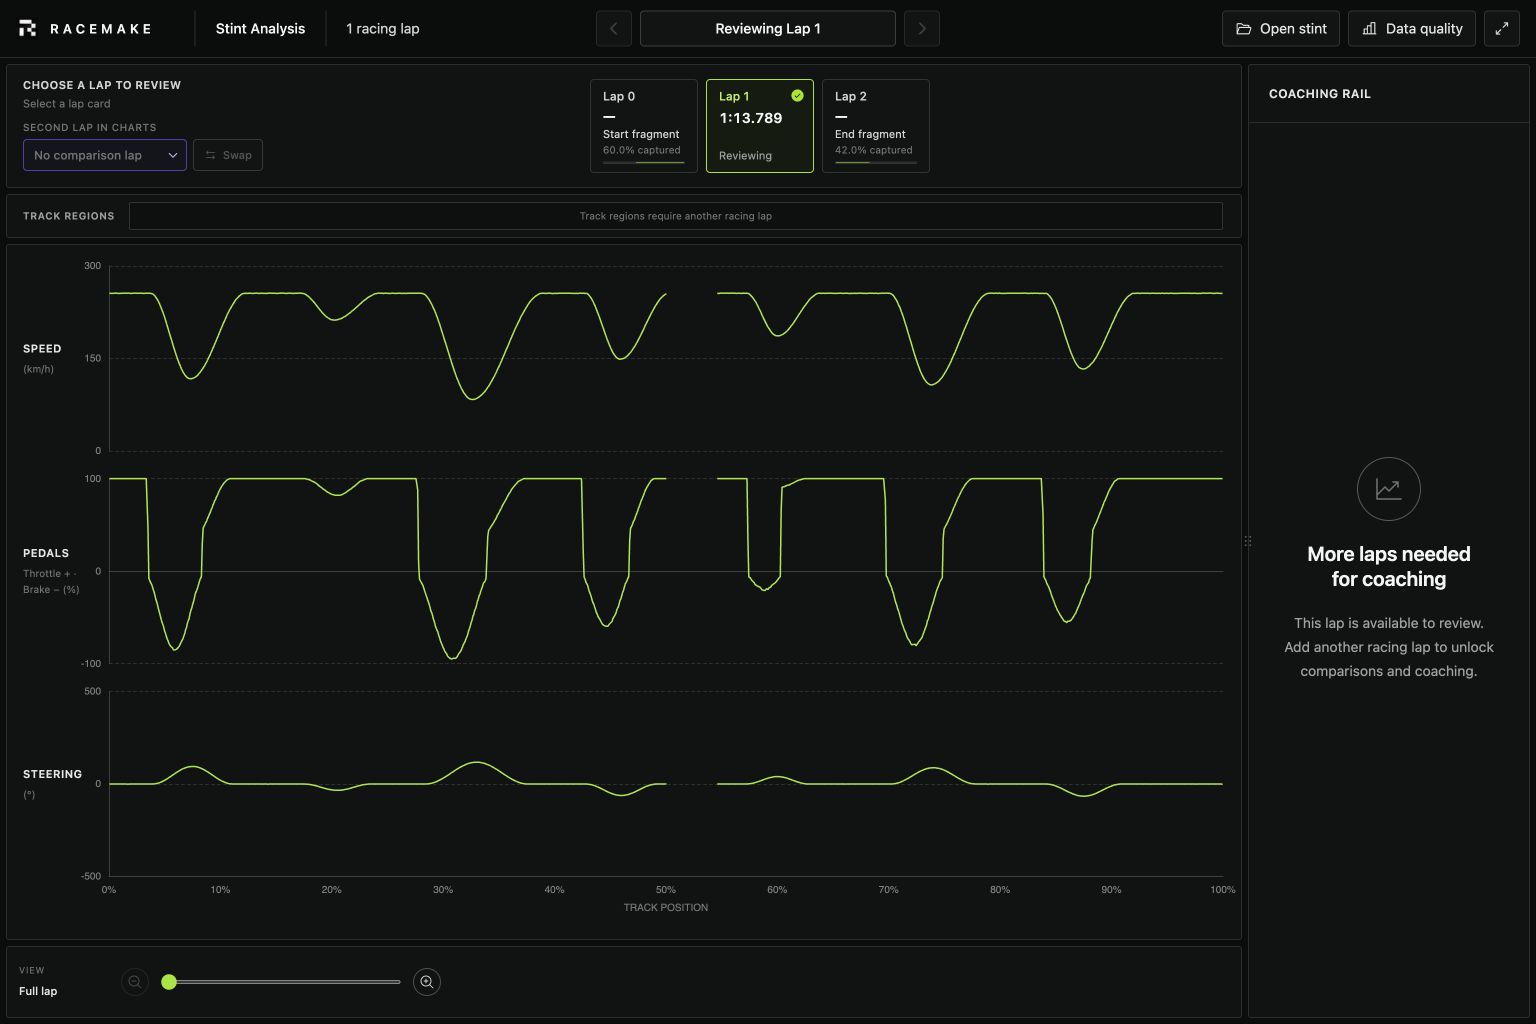 RACEMAKE
Stint Analysis
1 racing lap
Reviewing Lap 1
Open stint
Data quality
CHOOSE A LAP TO REVIEW
Select a lap card
SECOND LAP IN CHARTS
No comparison lap
Swap
Lap 0
—
Start fragment
60.0% captured
Lap 1
1:13.789
Reviewing
Lap 2
—
End fragment
42.0% captured
COACHING RAIL
TRACK REGIONS
Track regions require another racing lap
SPEED
(km/h)
300
150
0
PEDALS
Throttle + ·
Brake − (%)
100
0
-100
STEERING
(°)
500
0
-500
0%
10%
20%
30%
40%
50%
60%
70%
80%
90%
100%
TRACK POSITION
More laps needed
for coaching
This lap is available to review.
Add another racing lap to unlock
comparisons and coaching.
VIEW
Full lap